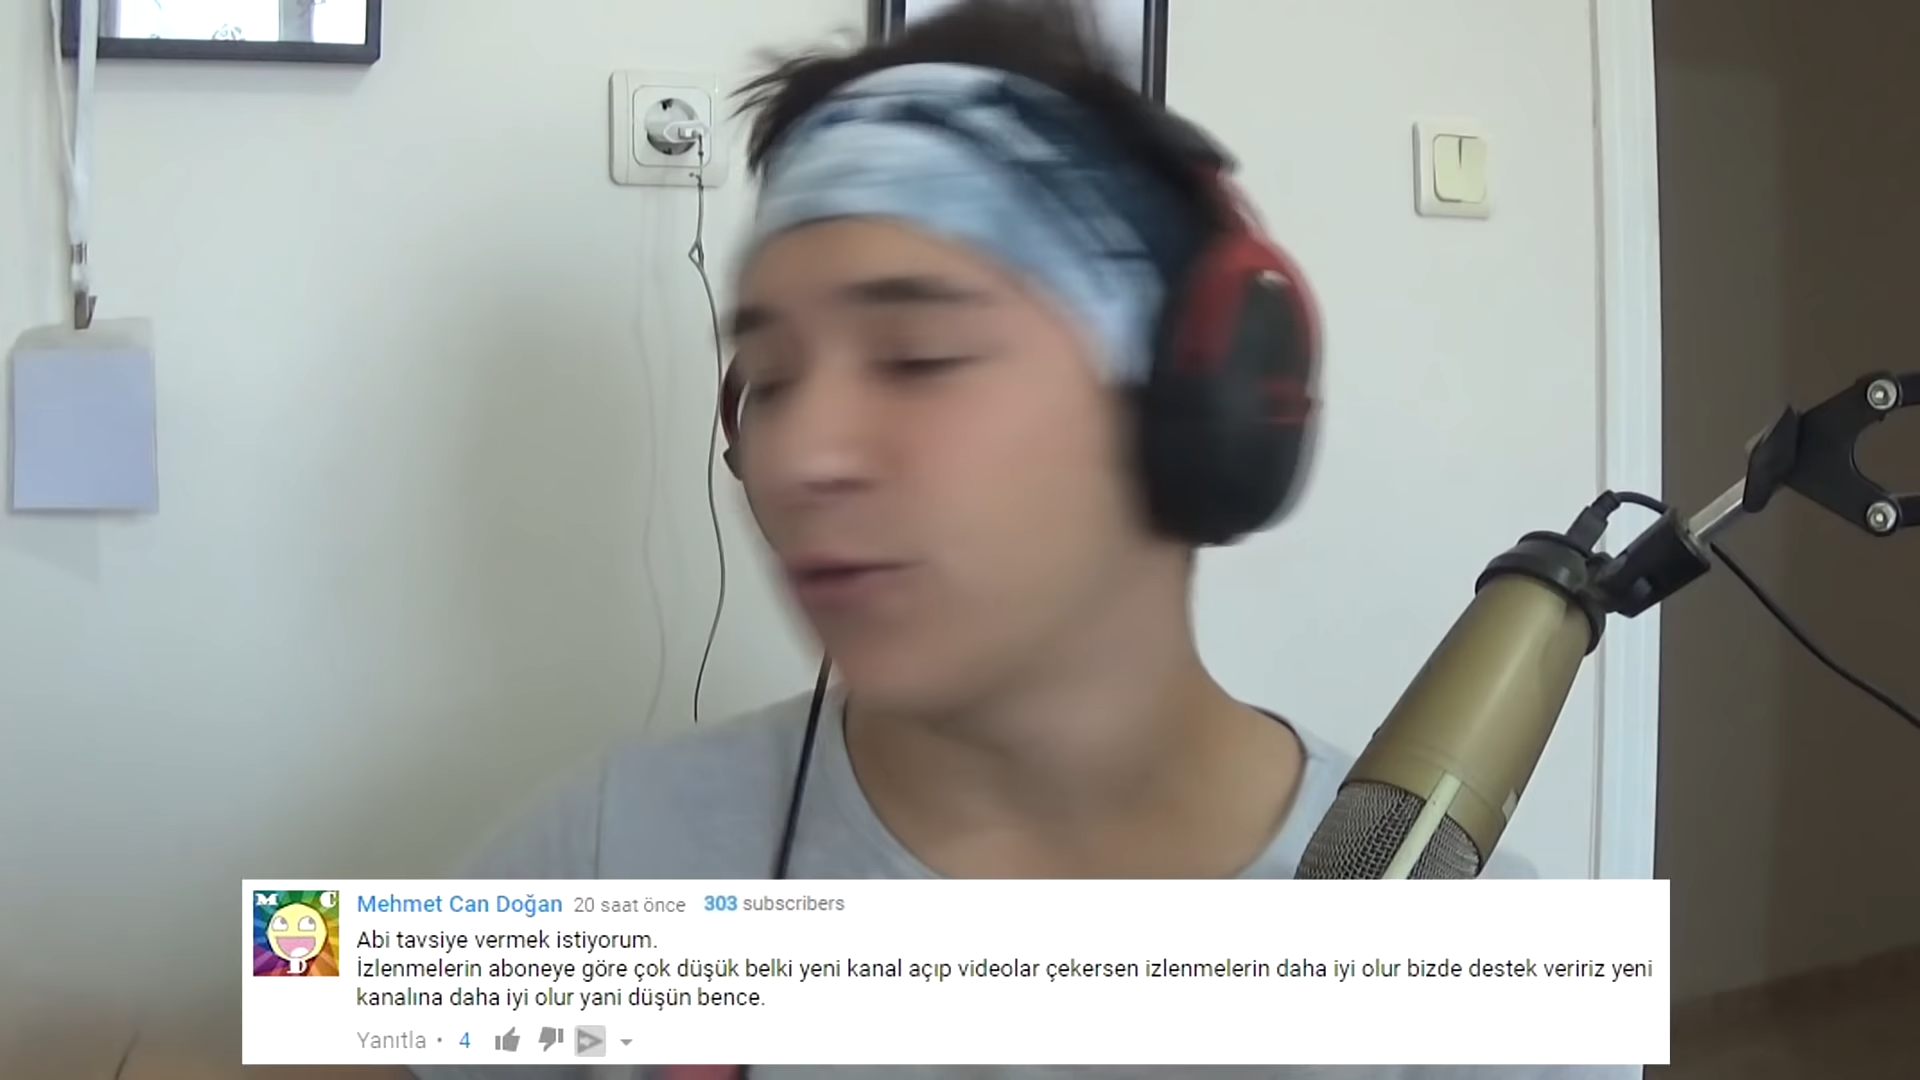 M C
D
Mehmet Can Doğan 20 saat önce 303 subscribers
Abi tavsiye vermek istiyorum.
İzlenmelerin aboneye göre çok düşük belki yeni kanal açıp videolar çekersen izlenmelerin daha iyi olur bizde destek veririz yeni
kanalına daha iyi olur yani düşün bence.
Yanıtla • 4